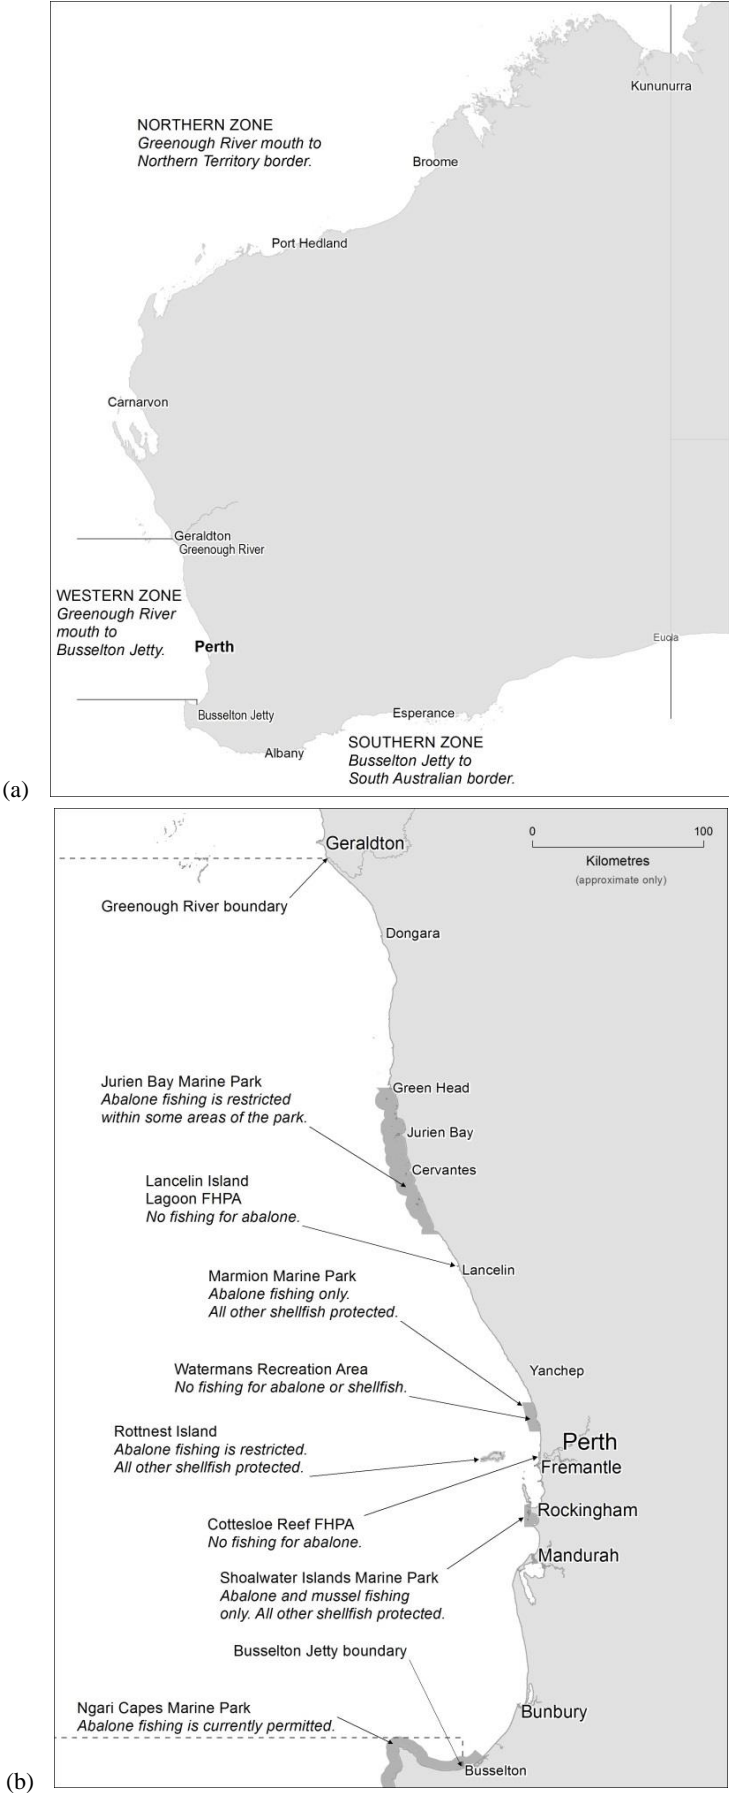 Kununurra
NORTHERN ZONE
Greenough River mouth to
Northern Territory border.
Broome
Port Hedland
Carnarvon
Geraldton
Greenough River
WESTERN ZONE
Greenough River
mouth to
Busselton Jetty.
Perth
Eucla
Busselton Jetty
Esperance
Albany
SOUTHERN ZONE
Busselton Jetty to
South Australian border.
(a)
Geraldton
0 100
Kilometres
(approximate only)
Greenough River boundary
Dongara
Jurien Bay Marine Park
Abalone fishing is restricted
within some areas of the park.
Green Head
Jurien Bay
Cervantes
Lancelin Island
Lagoon FHPA
No fishing for abalone.
Lancelin
Marmion Marine Park
Abalone fishing only.
All other shellfish protected.
Yanchep
Watermans Recreation Area
No fishing for abalone or shellfish.
Rottnest Island
Abalone fishing is restricted.
All other shellfish protected.
Perth
Fremantle
Cottesloe Reef FHPA
No fishing for abalone.
Rockingham
Mandurah
Shoalwater Islands Marine Park
Abalone and mussel fishing
only. All other shellfish protected.
Busselton Jetty boundary
Ngari Capes Marine Park
Abalone fishing is currently permitted.
Bunbury
Busselton
(b)